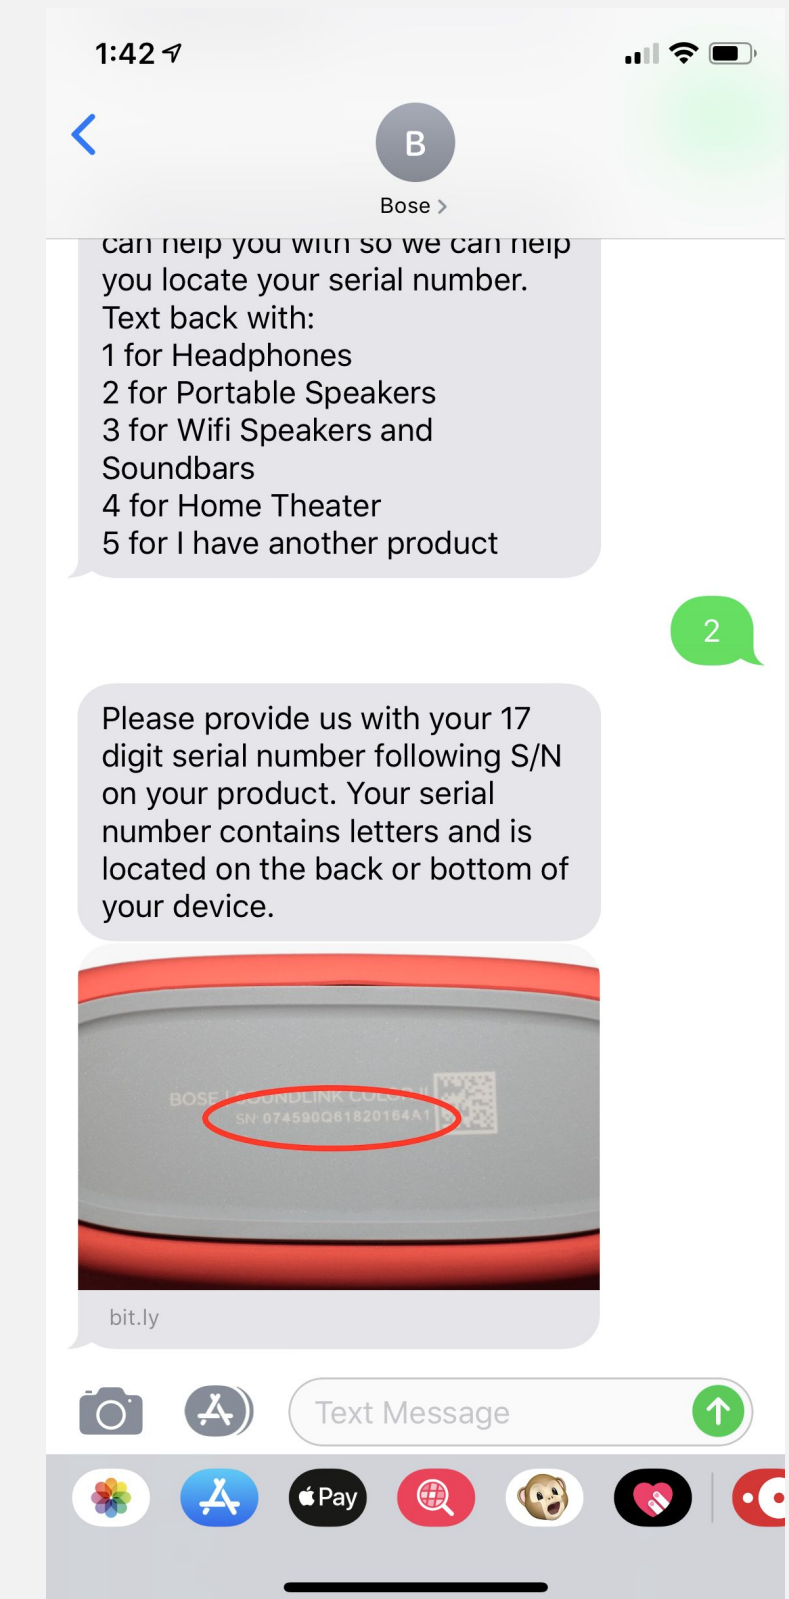 1:42
B
Bose
can help you with so we can help
you locate your serial number.
Text back with:
1 for Headphones
2 for Portable Speakers
3 for Wifi Speakers and
Soundbars
4 for Home Theater
5 for I have another product
2
Please provide us with your 17
digit serial number following S/N
on your product. Your serial
number contains letters and is
located on the back or bottom of
your device.
BOSE | SOUNDLINK COLOR II
SN 074590Q61820164A1
bit.ly
Text Message
Pay